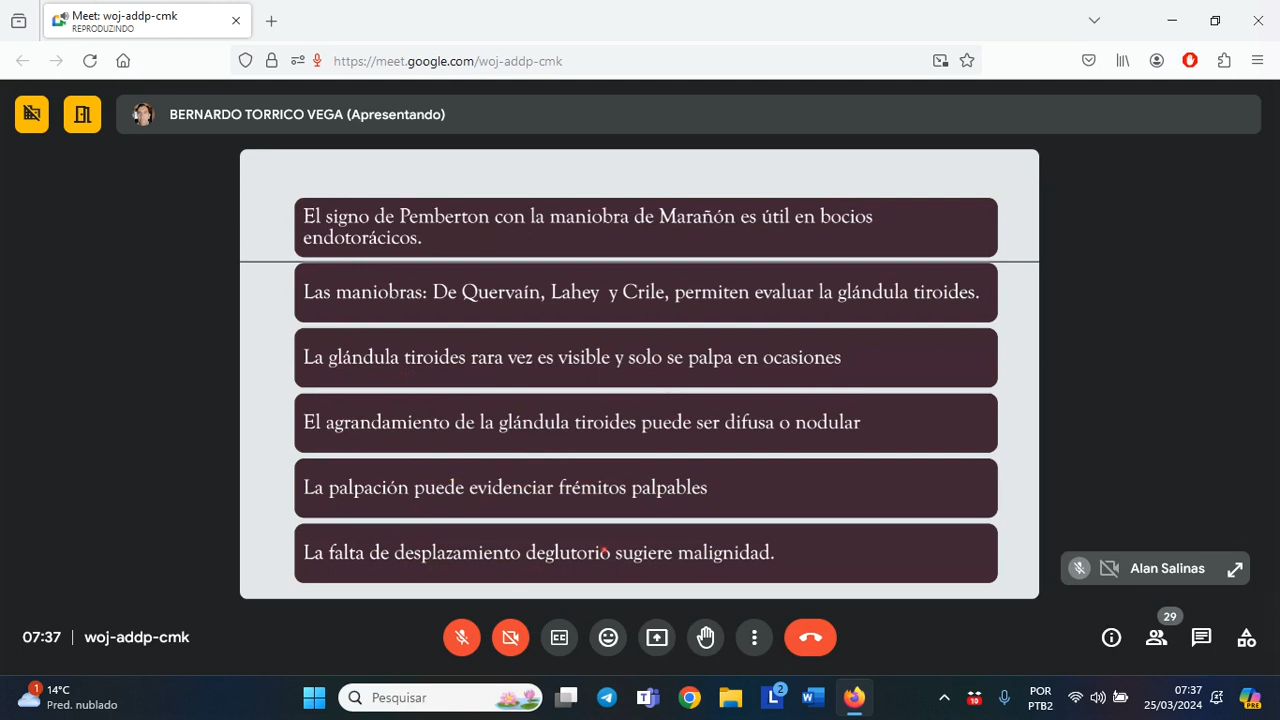 Meet: woj-addp-cmk
REPRODUZINDO
https://meet.google.com/woj-addp-cmk
BERNARDO TORRICO VEGA (Apresentando)
El signo de Pemberton con la maniobra de Marañón es útil en bocios
endotorácicos.
Las maniobras: De Quervaín, Lahey y Crile, permiten evaluar la glándula tiroides.
La glándula tiroides rara vez es visible y solo se palpa en ocasiones
El agrandamiento de la glándula tiroides puede ser difusa o nodular
La palpación puede evidenciar frémitos palpables
La falta de desplazamiento deglutorio sugiere malignidad.
Alan Salinas
29
07:37 | woj-addp-cmk
1
14°C
Pred. nublado
Pesquisar
2
10
POR
PTB2
07:37
25/03/2024
PRE